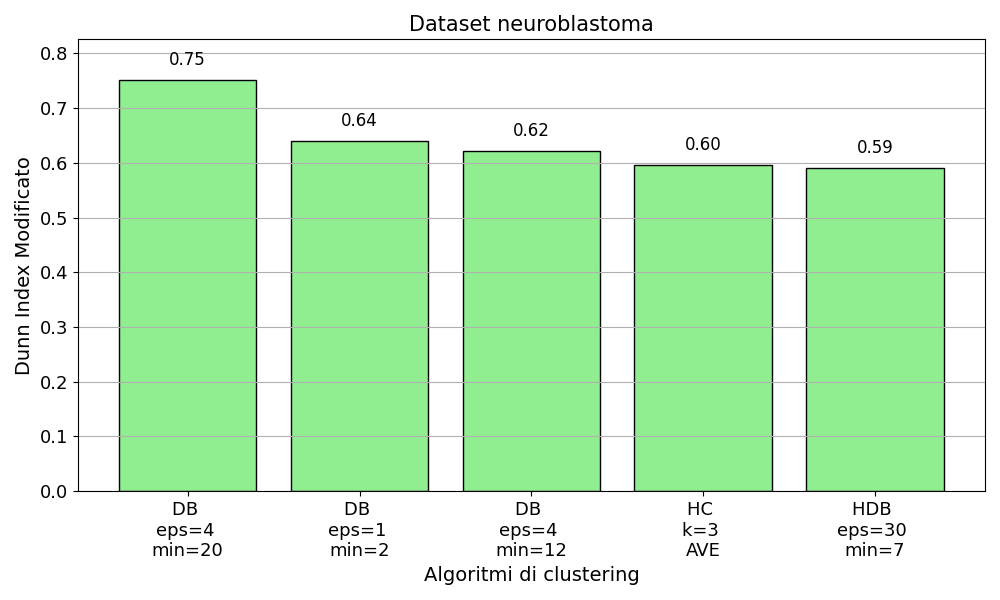 Dataset neuroblastoma
Dunn Index Modificato
0.8
0.7
0.6
0.5
0.4
0.3
0.2
0.1
0.0
0.75
0.64
0.62
0.60
0.59
DB
eps=4
min=20
DB
eps=1
min=2
DB
eps=4
min=12
HC
k=3
AVE
HDB
eps=30
min=7
Algoritmi di clustering